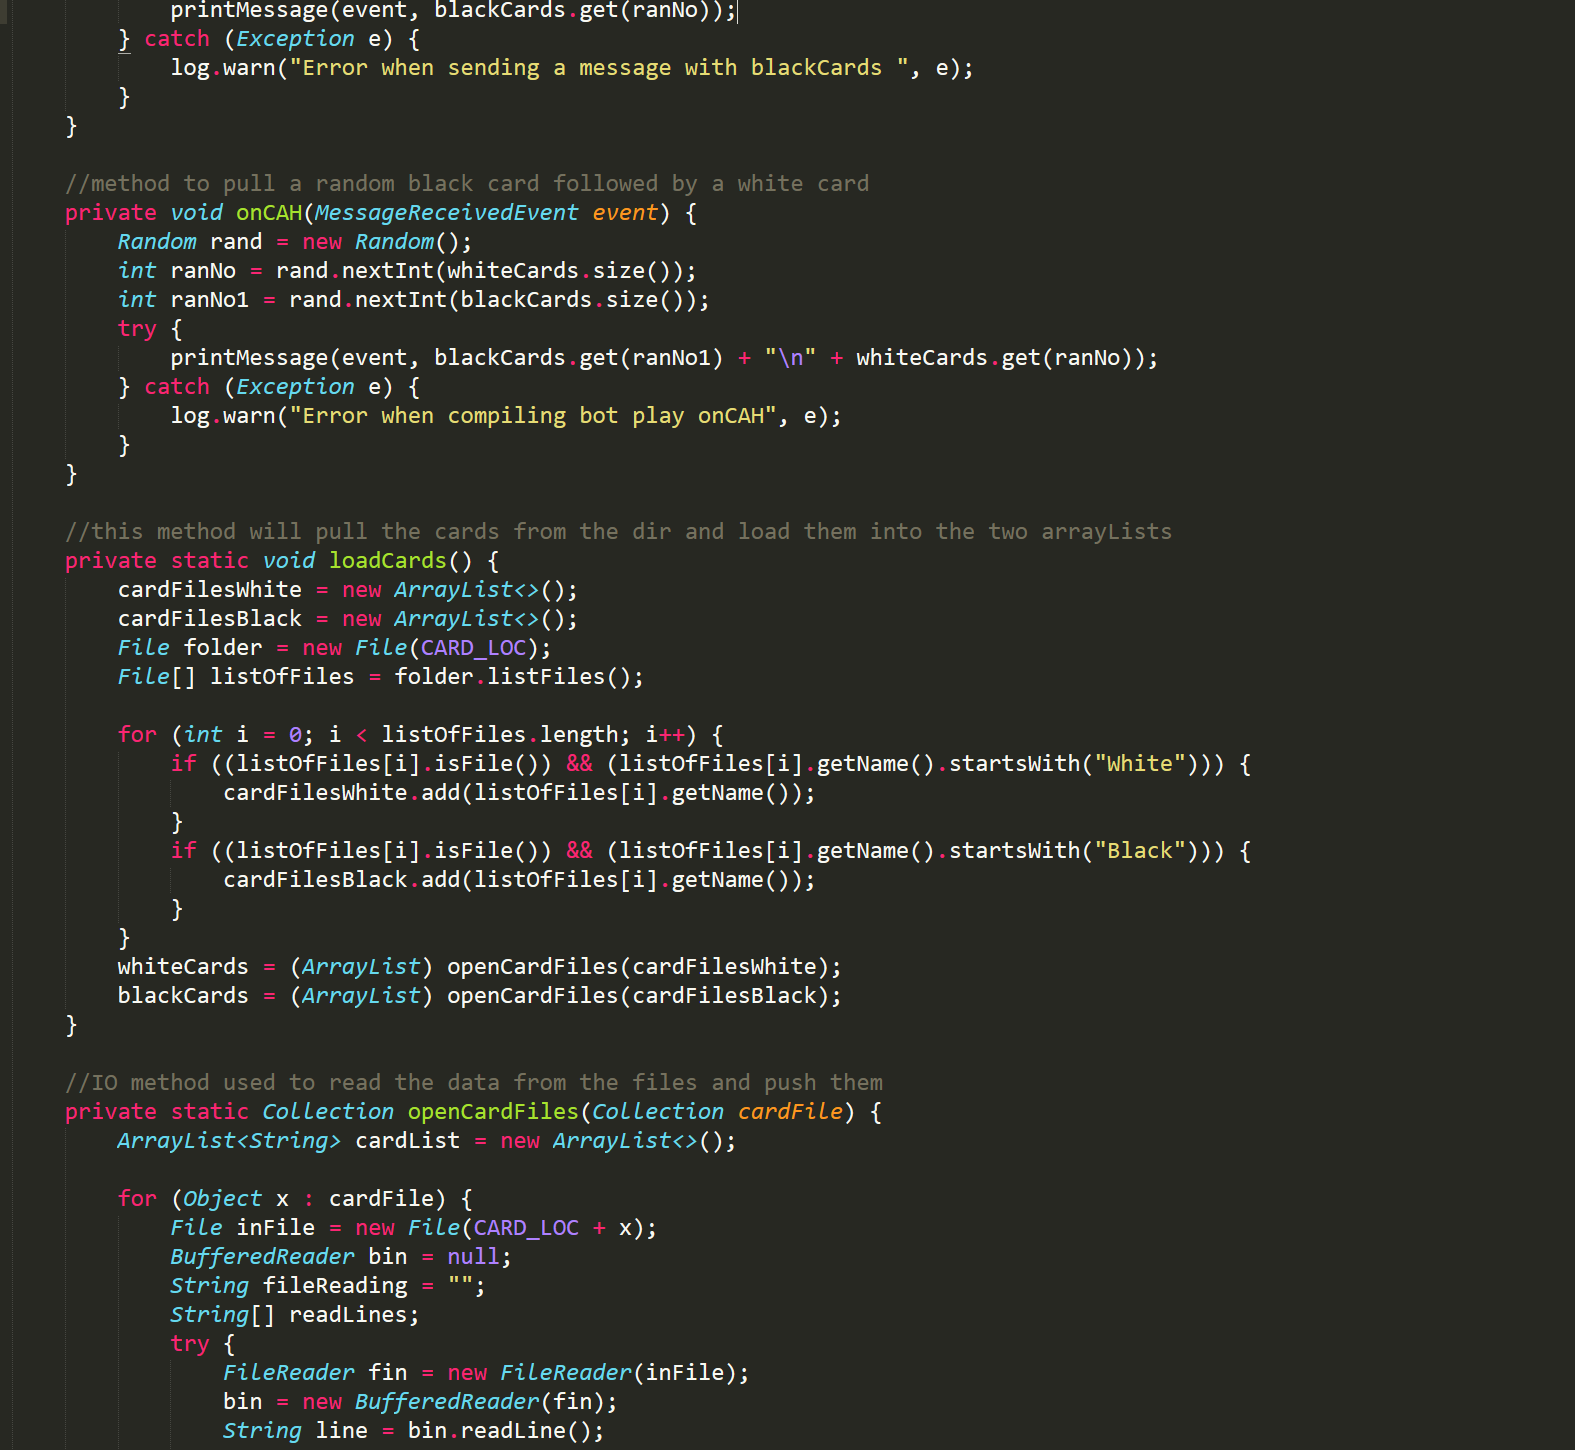 printMessage(event, blackCards.get(ranNo));
} catch (Exception e) {
log.warn("Error when sending a message with blackCards ", e);
}
}
//method to pull a random black card followed by a white card
private void onCAH(MessageReceivedEvent event) {
Random rand = new Random();
int ranNo = rand.nextInt(whiteCards.size());
int ranNo1 = rand.nextInt(blackCards.size());
try {
printMessage(event, blackCards.get(ranNo1) + "\n" + whiteCards.get(ranNo));
} catch (Exception e) {
log.warn("Error when compiling bot play onCAH", e);
}
}
//this method will pull the cards from the dir and load them into the two arrayLists
private static void loadCards() {
cardFilesWhite = new ArrayList<>();
cardFilesBlack = new ArrayList<>();
File folder = new File(CARD_LOC);
File[] listOfFiles = folder.listFiles();
for (int i = 0; i < listOfFiles.length; i++) {
if ((listOfFiles[i].isFile()) && (listOfFiles[i].getName().startsWith("White"))) {
cardFilesWhite.add(listOfFiles[i].getName());
}
if ((listOfFiles[i].isFile()) && (listOfFiles[i].getName().startsWith("Black"))) {
cardFilesBlack.add(listOfFiles[i].getName());
}
}
whiteCards = (ArrayList) openCardFiles(cardFilesWhite);
blackCards = (ArrayList) openCardFiles(cardFilesBlack);
}
//IO method used to read the data from the files and push them
private static Collection openCardFiles(Collection cardFile) {
ArrayList<String> cardList = new ArrayList<>();
for (Object x : cardFile) {
File inFile = new File(CARD_LOC + x);
BufferedReader bin = null;
String fileReading = "";
String[] readLines;
try {
FileReader fin = new FileReader(inFile);
bin = new BufferedReader(fin);
String line = bin.readLine();